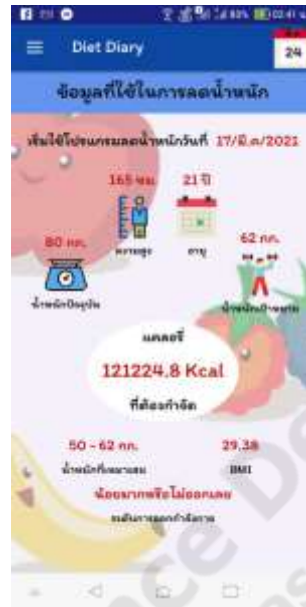 Diet Diary
24
ข้อมูลที่ใช้ในการลดน้ำหนัก
เริ่มใช้โปรแกรมลดน้ำหนักวันที่ 17/มี.ค/2021
165 ซม. 21 ปี
80 กก. ความสูง อายุ 62 กก.
น้ำหนักปัจจุบัน น้ำหนักเป้าหมาย
แคลอรี่
121224.8 Kcal
ที่ต้องกำจัด
50 - 62 กก. 29.38
น้ำหนักที่เหมาะสม BMI
น้อยมากหรือไม่ออกเลย
ระดับการออกกำลังกาย